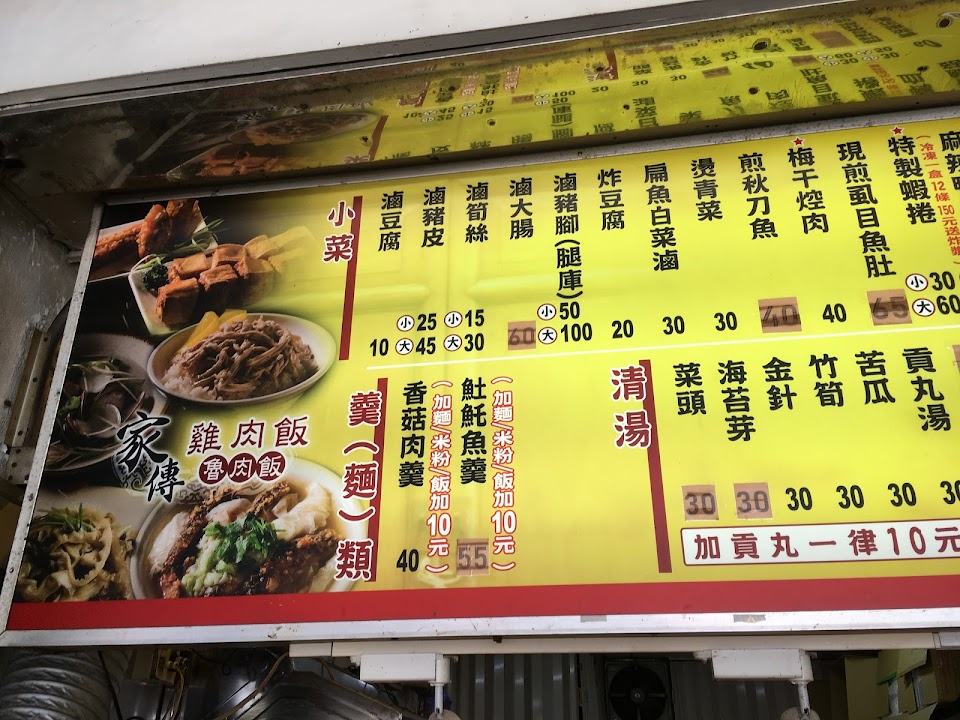 家傳
雞肉飯
魯肉飯
小菜
滷豆腐 10
滷豬皮 小25 大45
滷筍絲 小15 大30
滷大腸 60
滷豬腳(腿庫) 小50 大100
炸豆腐 20
扁魚白菜滷 30
燙青菜 30
煎秋刀魚 40
梅干焢肉 40
現煎虱目魚肚 65
特製蝦捲 小30 大60
(冷凍一盒12條150元送炸漿)
麻辣
羹(麵)類
香菇肉羹 40
(加麵/米粉/飯加10元)
魠魚羹 55
(加麵/米粉/飯加10元)
清湯
菜頭 30
海苔芽 30
金針 30
竹筍 30
苦瓜 30
貢丸湯 30
加貢丸一律10元